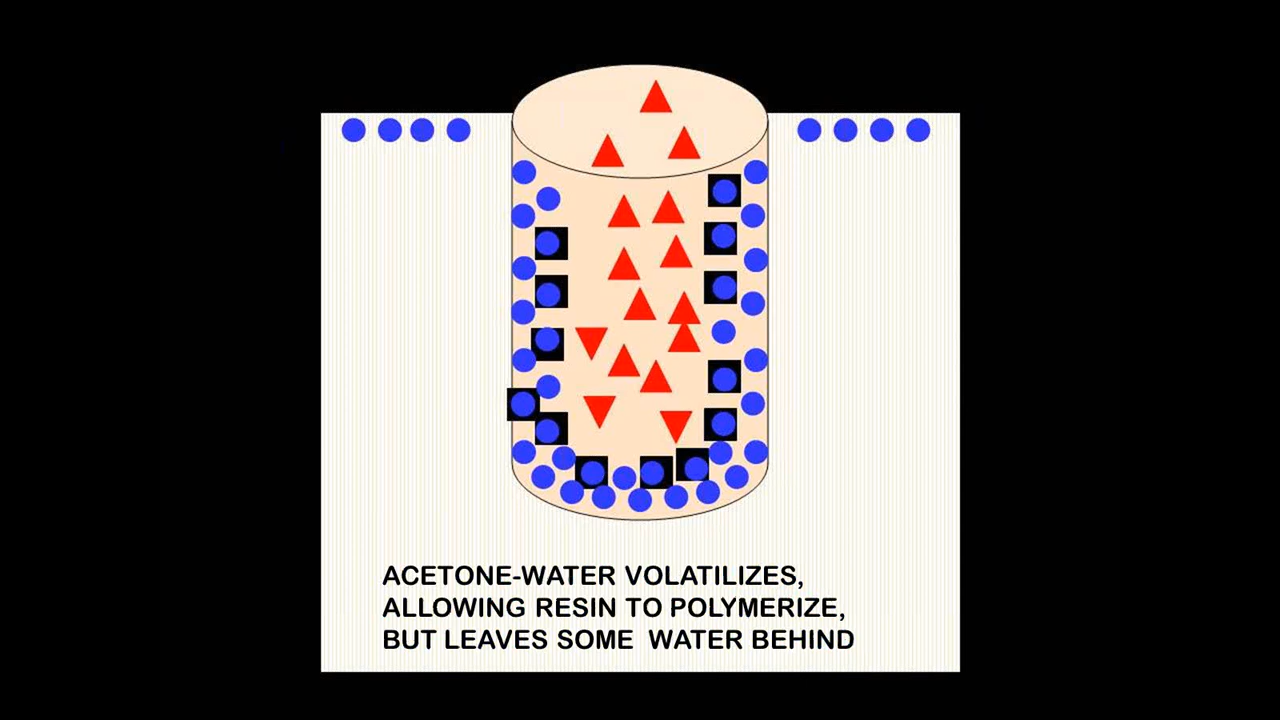 ACETONE-WATER VOLATILIZES,
ALLOWING RESIN TO POLYMERIZE,
BUT LEAVES SOME  WATER BEHIND